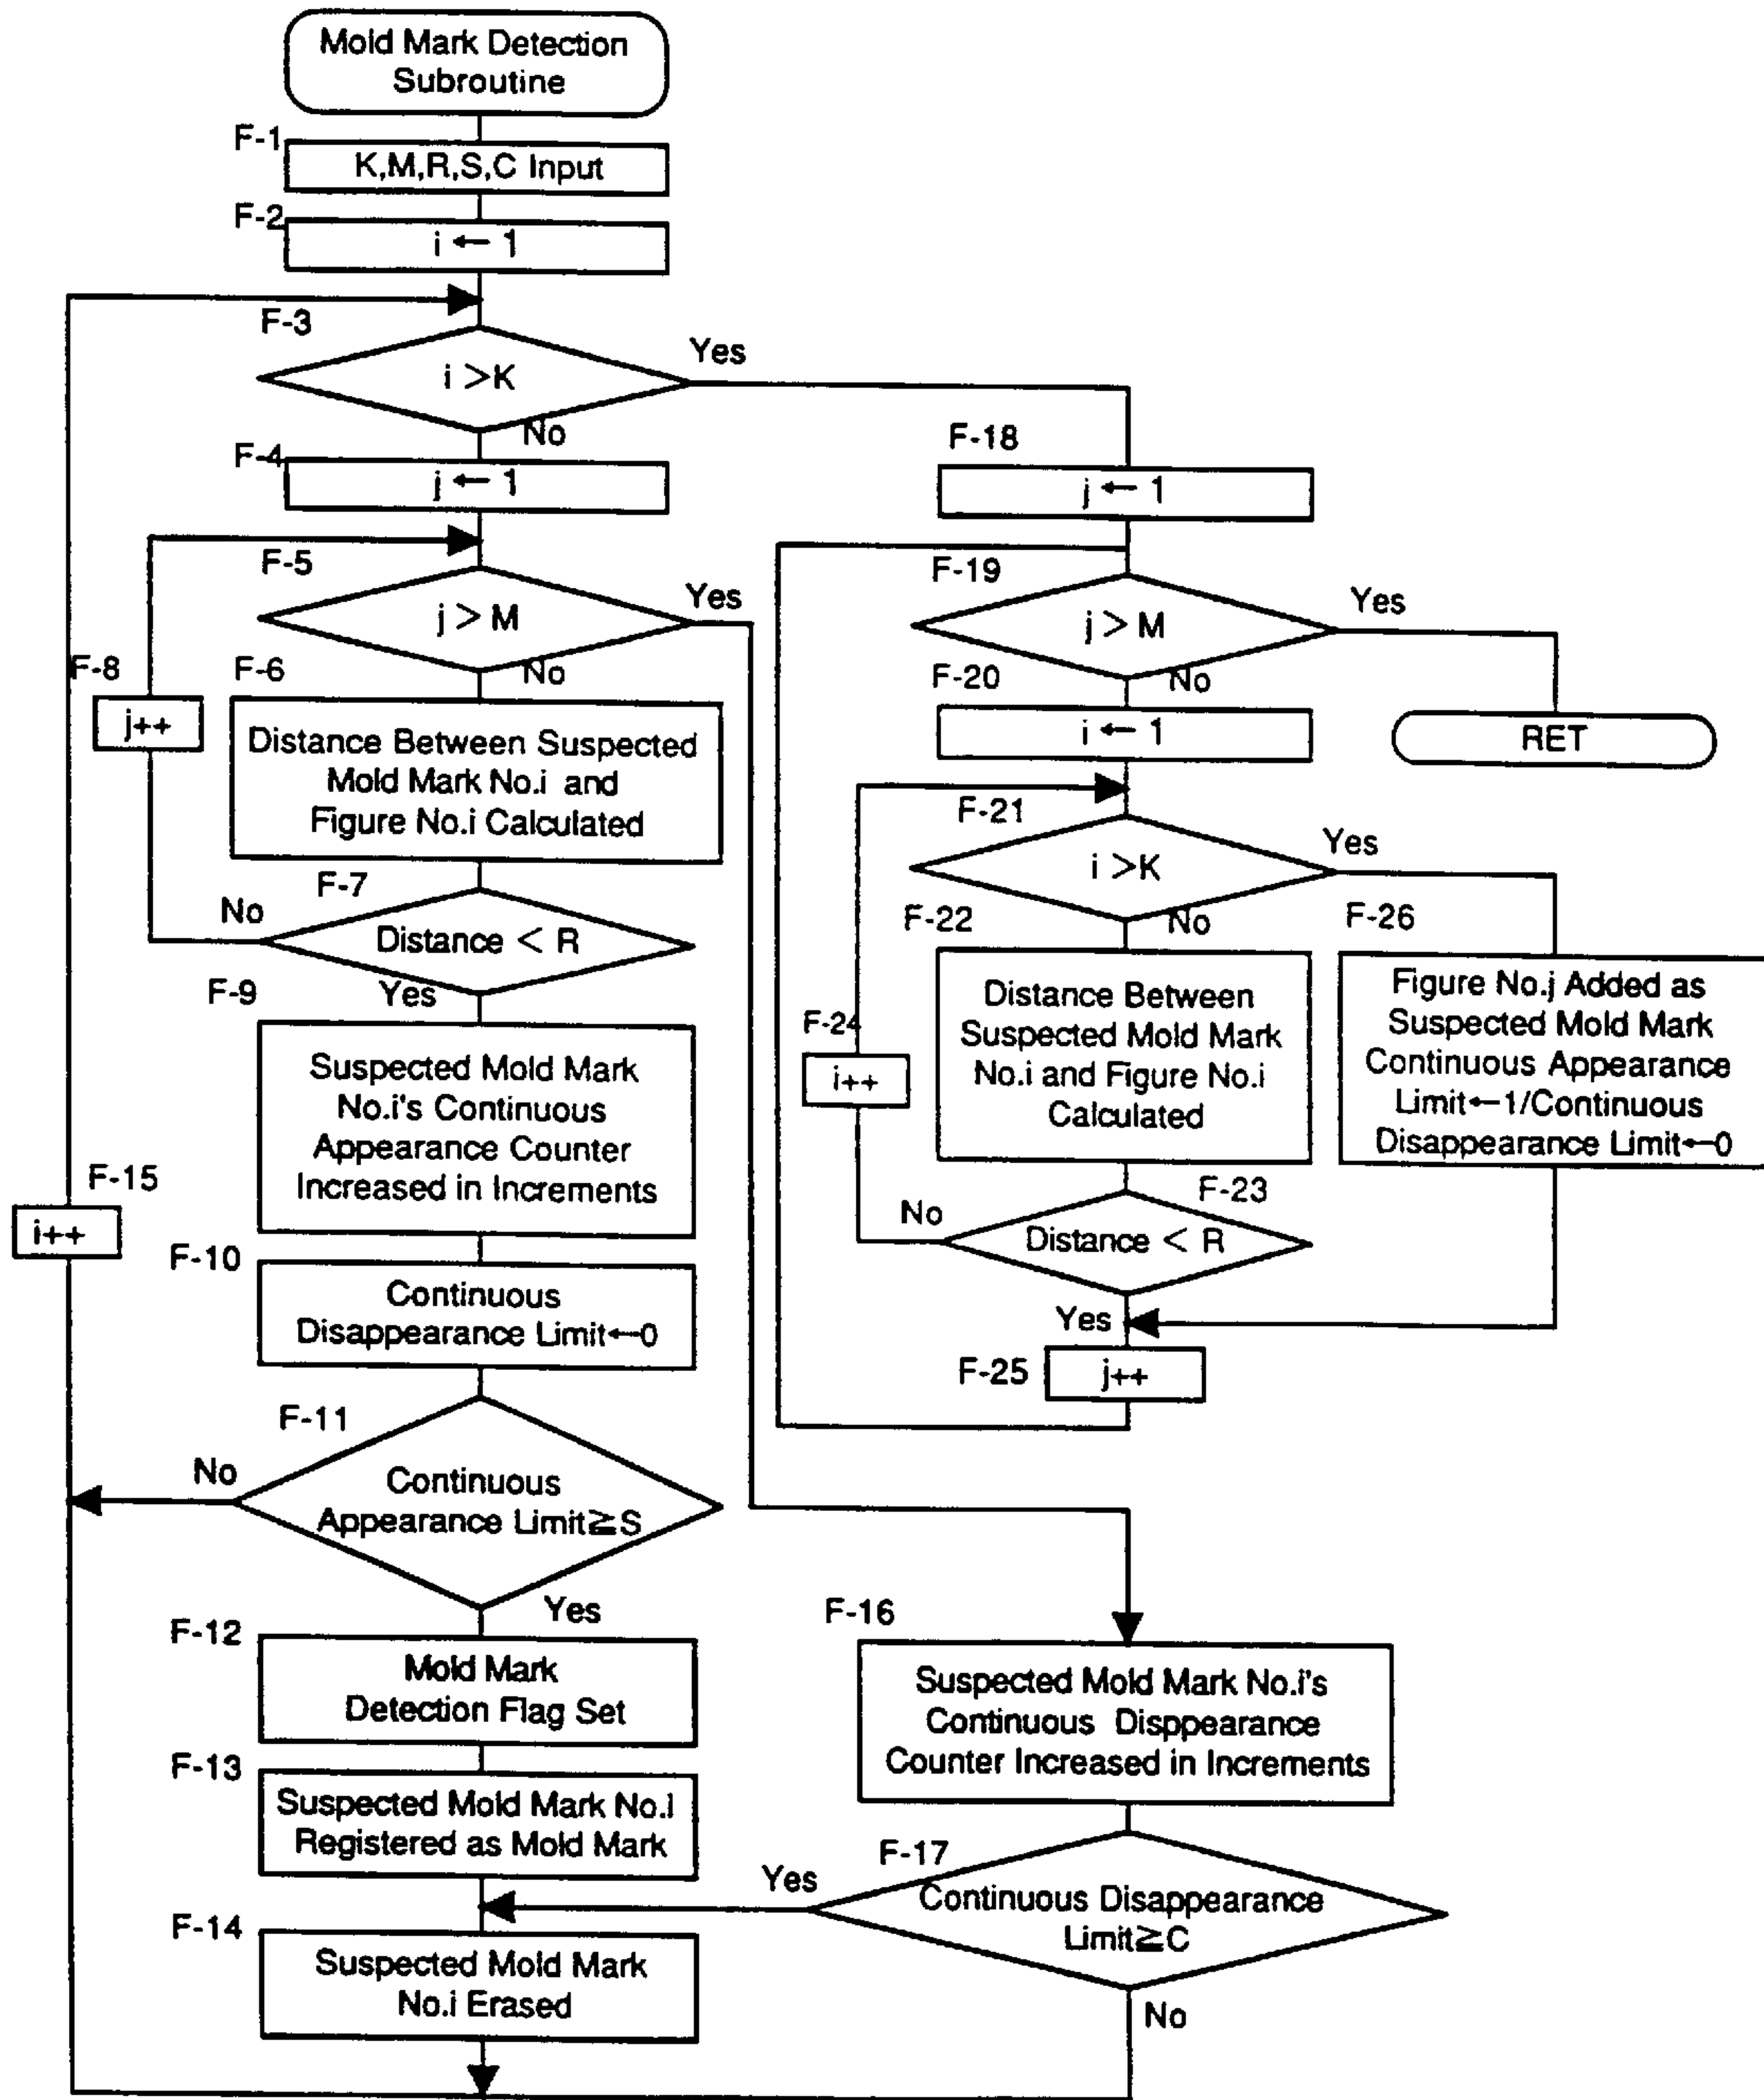 Mold Mark Detection
Subroutine
F-1
K,M,R,S,C Input
F-2
i ← 1
F-3
i >K
Yes
No
F-4
j ← 1
F-5
j > M
Yes
No
F-8
j++
F-6
Distance Between Suspected
Mold Mark No.i and
Figure No.i Calculated
F-7
No
Distance < R
Yes
F-9
Suspected Mold Mark
No.i's Continuous
Appearance Counter
Increased in Increments
F-15
i++
F-10
Continuous
Disappearance Limit←0
F-11
No
Continuous
Appearance Limit≧S
Yes
F-12
Mold Mark
Detection Flag Set
F-13
Suspected Mold Mark No.i
Registered as Mold Mark
F-14
Suspected Mold Mark
No.i Erased
F-18
j ← 1
F-19
j > M
Yes
No
RET
F-20
i ← 1
F-21
i >K
Yes
No
F-22
Distance Between
Suspected Mold Mark
No.i and Figure No.i
Calculated
F-24
i++
F-23
No
Distance < R
Yes
F-26
Figure No.j Added as
Suspected Mold Mark
Continuous Appearance
Limit←1/Continuous
Disappearance Limit←0
F-25
j++
F-16
Suspected Mold Mark No.i's
Continuous Disppearance
Counter Increased in Increments
F-17
Yes
Continuous Disappearance
Limit≧C
No